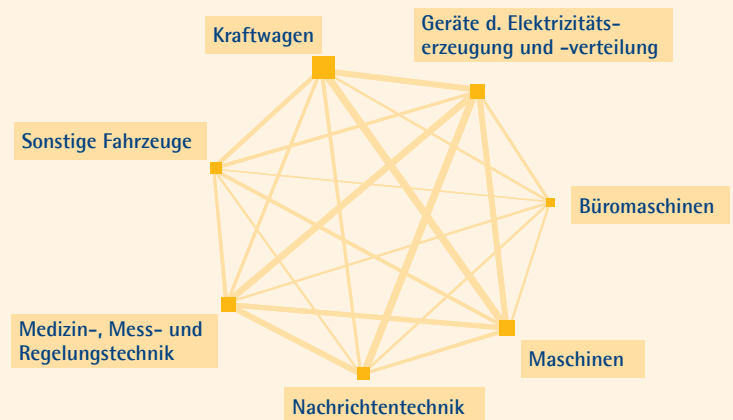 Kraftwagen
Geräte d. Elektrizitäts-
erzeugung und -verteilung
Sonstige Fahrzeuge
Büromaschinen
Medizin-, Mess- und
Regelungstechnik
Maschinen
Nachrichtentechnik